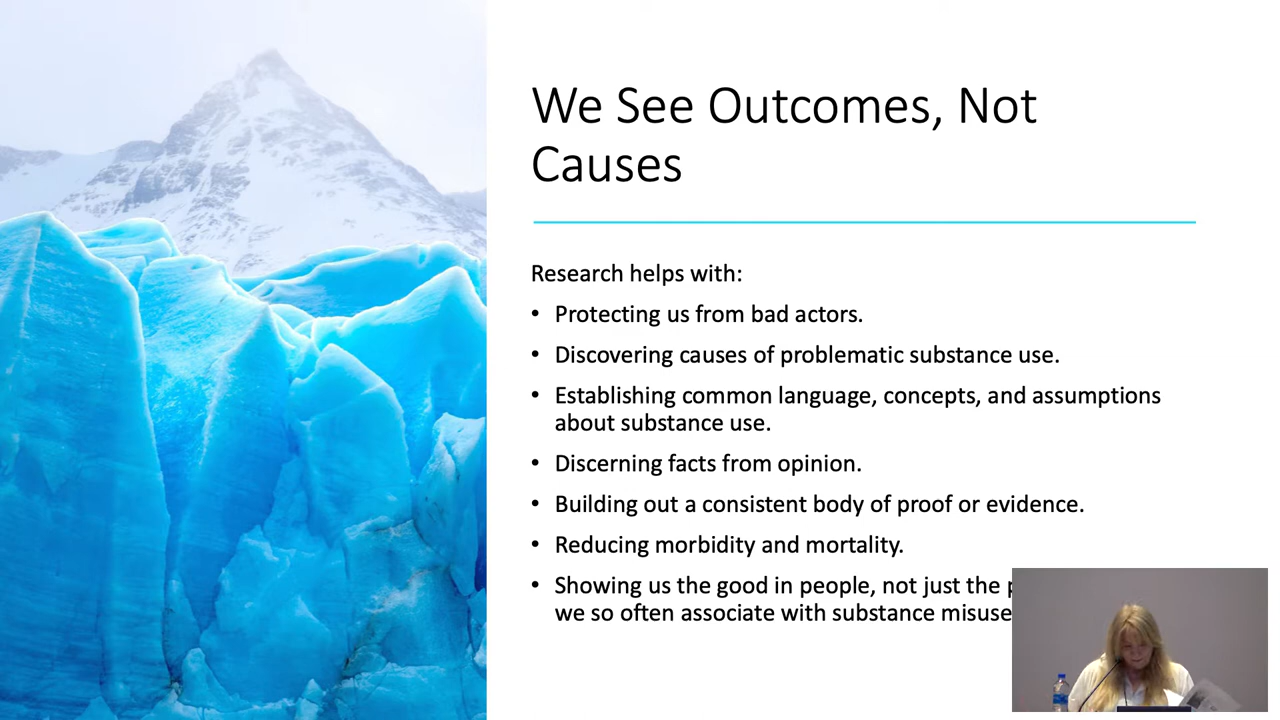 We See Outcomes, Not
Causes
Research helps with:
• Protecting us from bad actors.
• Discovering causes of problematic substance use.
• Establishing common language, concepts, and assumptions
about substance use.
• Discerning facts from opinion.
• Building out a consistent body of proof or evidence.
• Reducing morbidity and mortality.
• Showing us the good in people, not just the
we so often associate with substance misuse